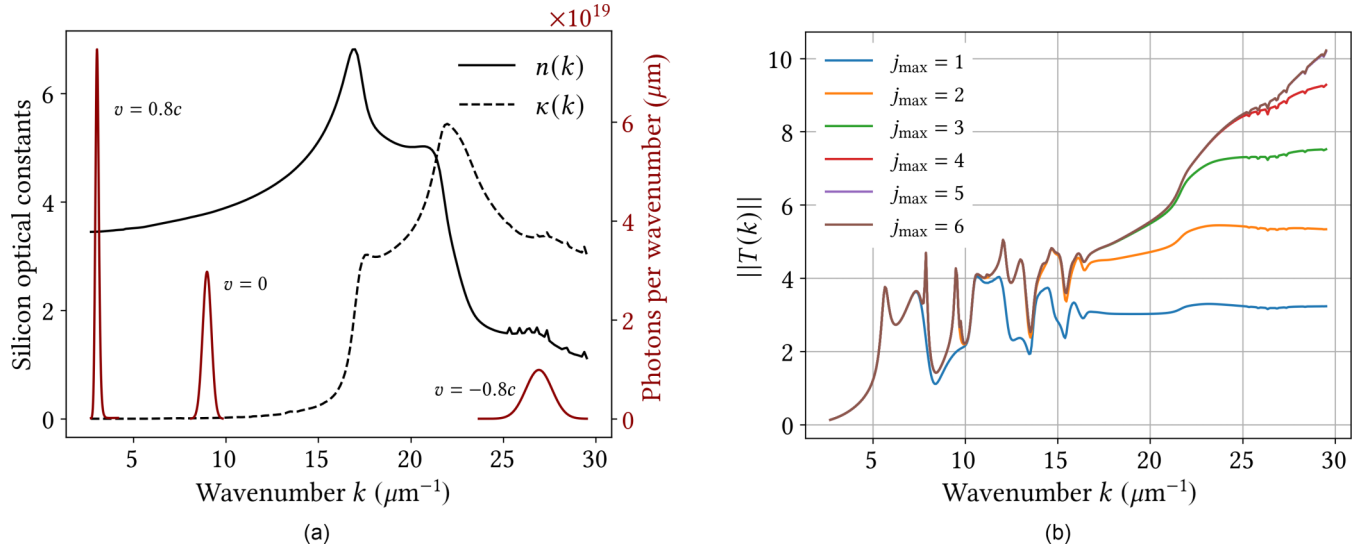 ×10¹⁹
n(k)
κ(k)
v = 0.8c
v = 0
v = −0.8c
Silicon optical constants
0
2
4
6
Photons per wavenumber (μm)
0
2
4
6
5
10
15
20
25
30
Wavenumber k (μm⁻¹)
(a)
j_max = 1
j_max = 2
j_max = 3
j_max = 4
j_max = 5
j_max = 6
||T(k)||
0
2
4
6
8
10
5
10
15
20
25
30
Wavenumber k (μm⁻¹)
(b)